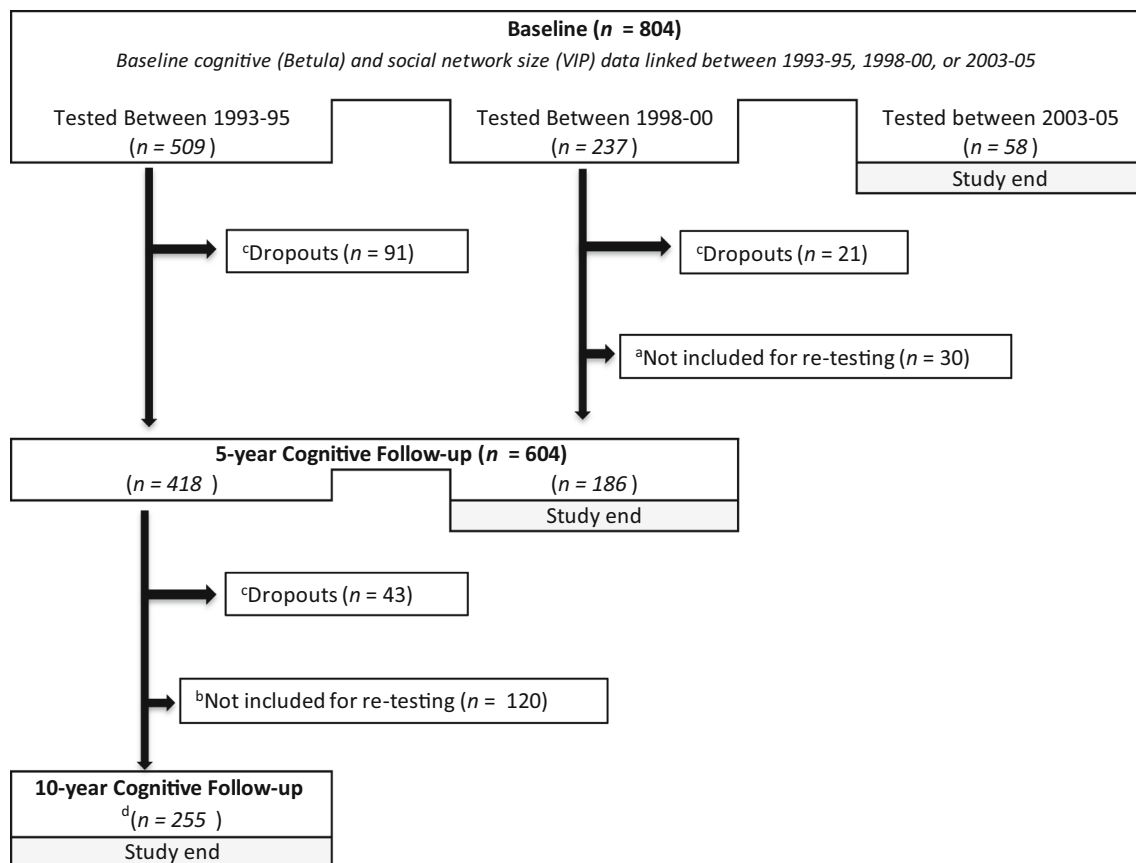 Baseline (n = 804)
Baseline cognitive (Betula) and social network size (VIP) data linked between 1993-95, 1998-00, or 2003-05
Tested Between 1993-95
(n = 509 )
Tested Between 1998-00
(n = 237)
Tested between 2003-05
(n = 58)
Study end
cDropouts (n = 91)
cDropouts (n = 21)
aNot included for re-testing (n = 30)
5-year Cognitive Follow-up (n = 604)
(n = 418 )
(n = 186)
Study end
cDropouts (n = 43)
bNot included for re-testing (n = 120)
10-year Cognitive Follow-up
d(n = 255 )
Study end